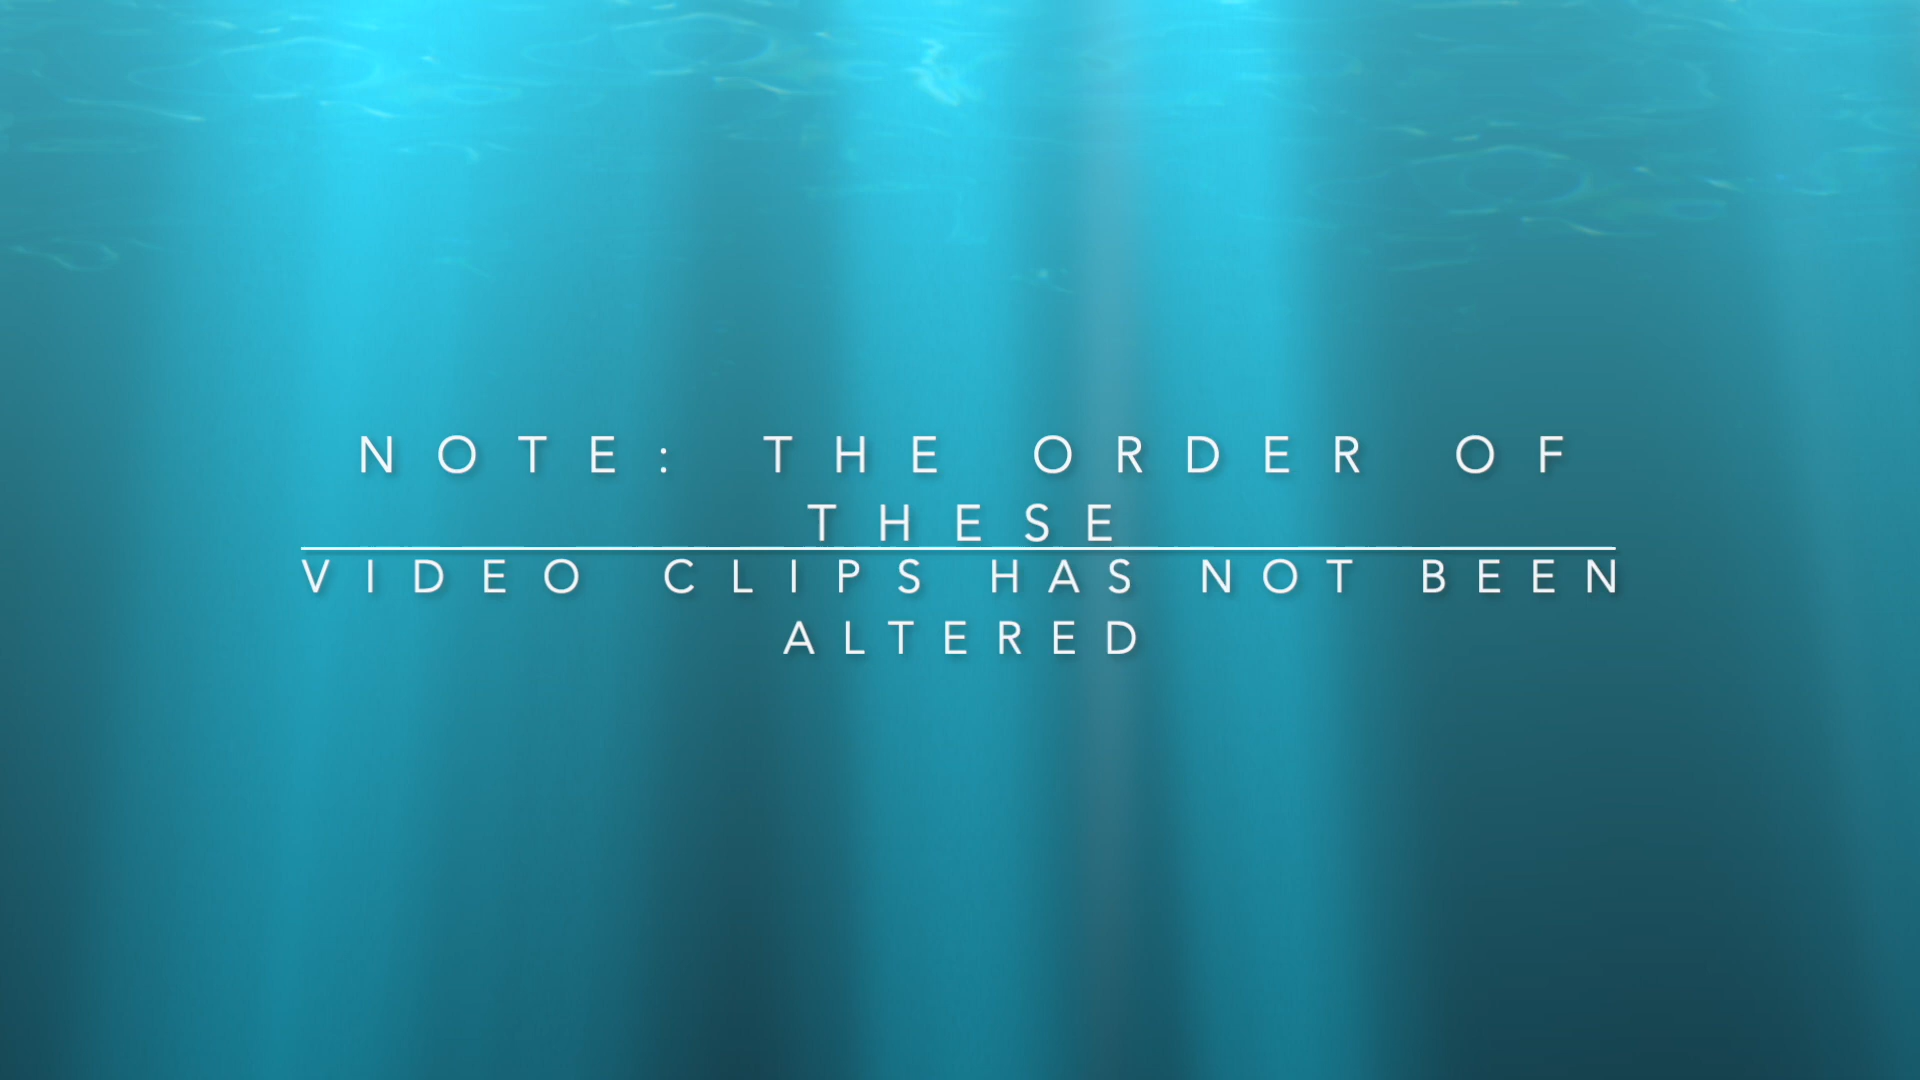 NOTE: THE ORDER OF
THESE
VIDEO CLIPS HAS NOT BEEN
ALTERED